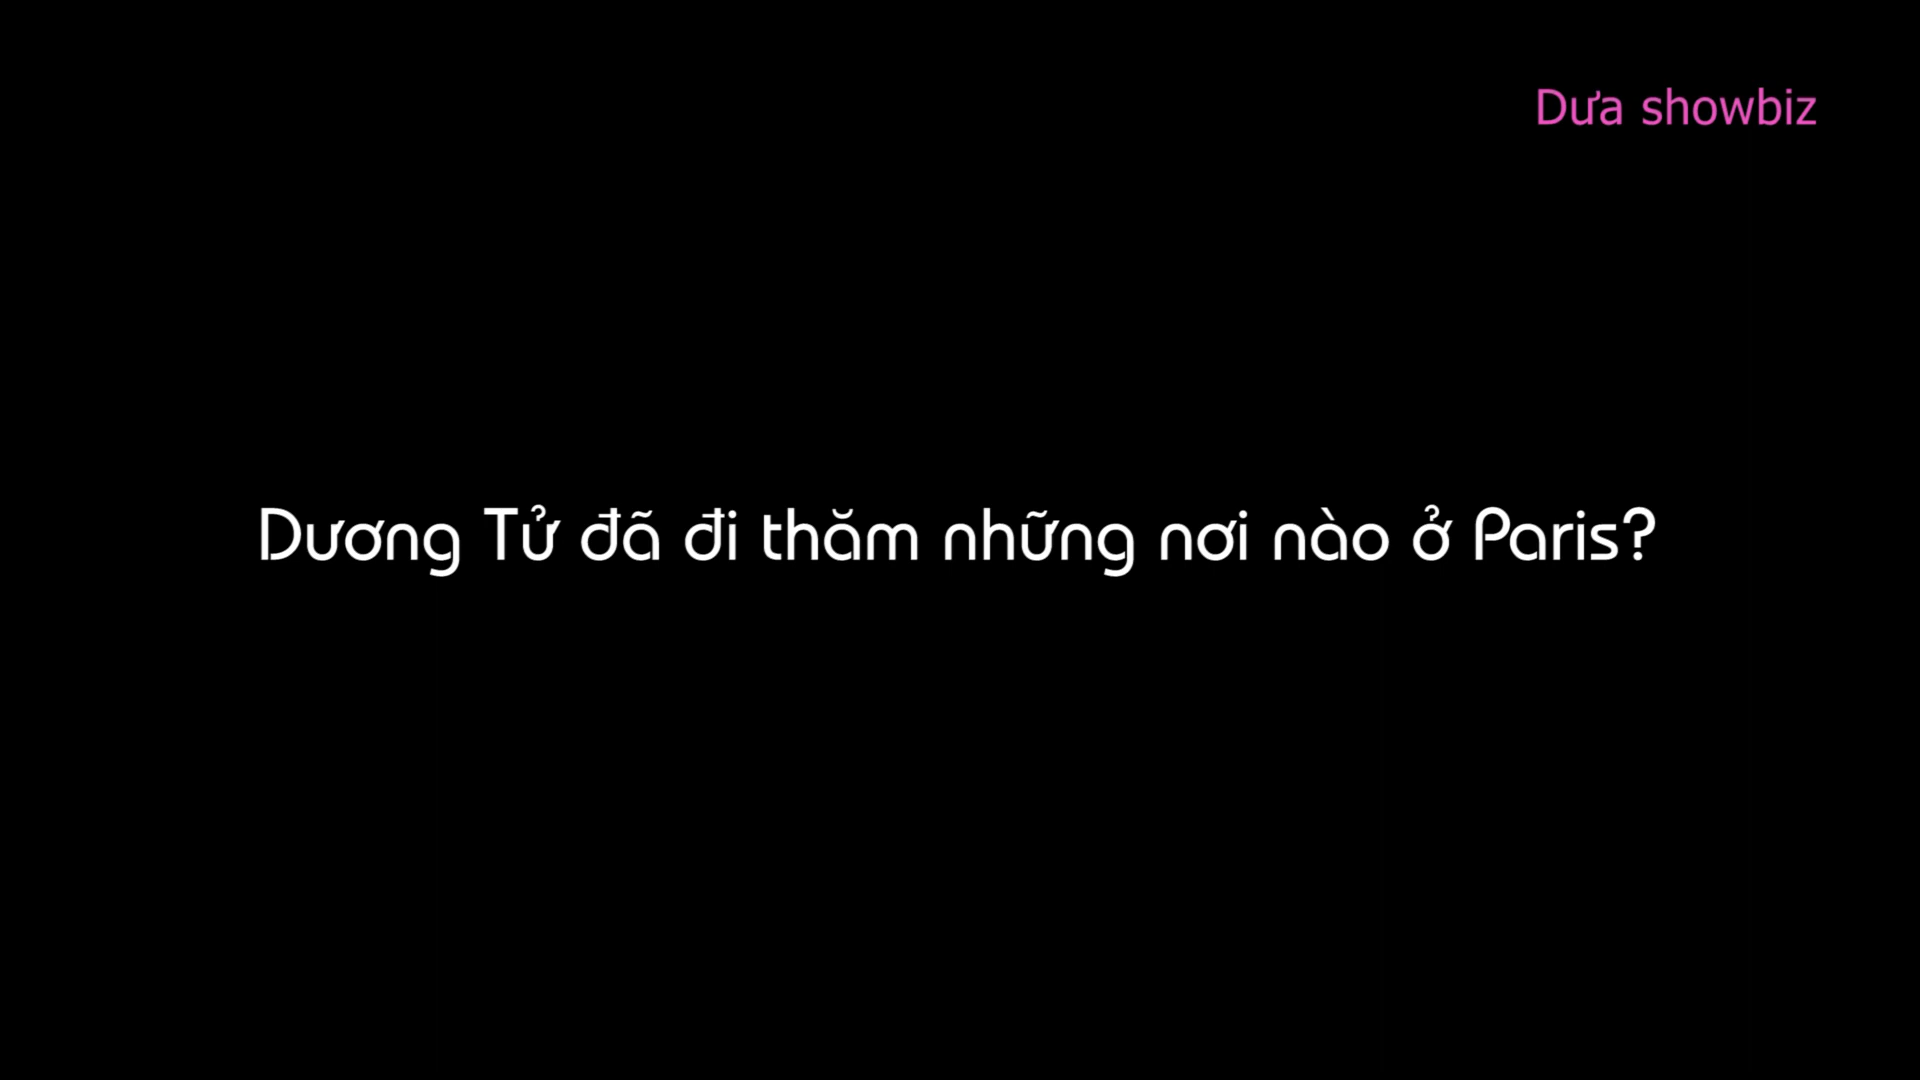 Dưa showbiz
Dương Tử đã đi thăm những nơi nào ở Paris?